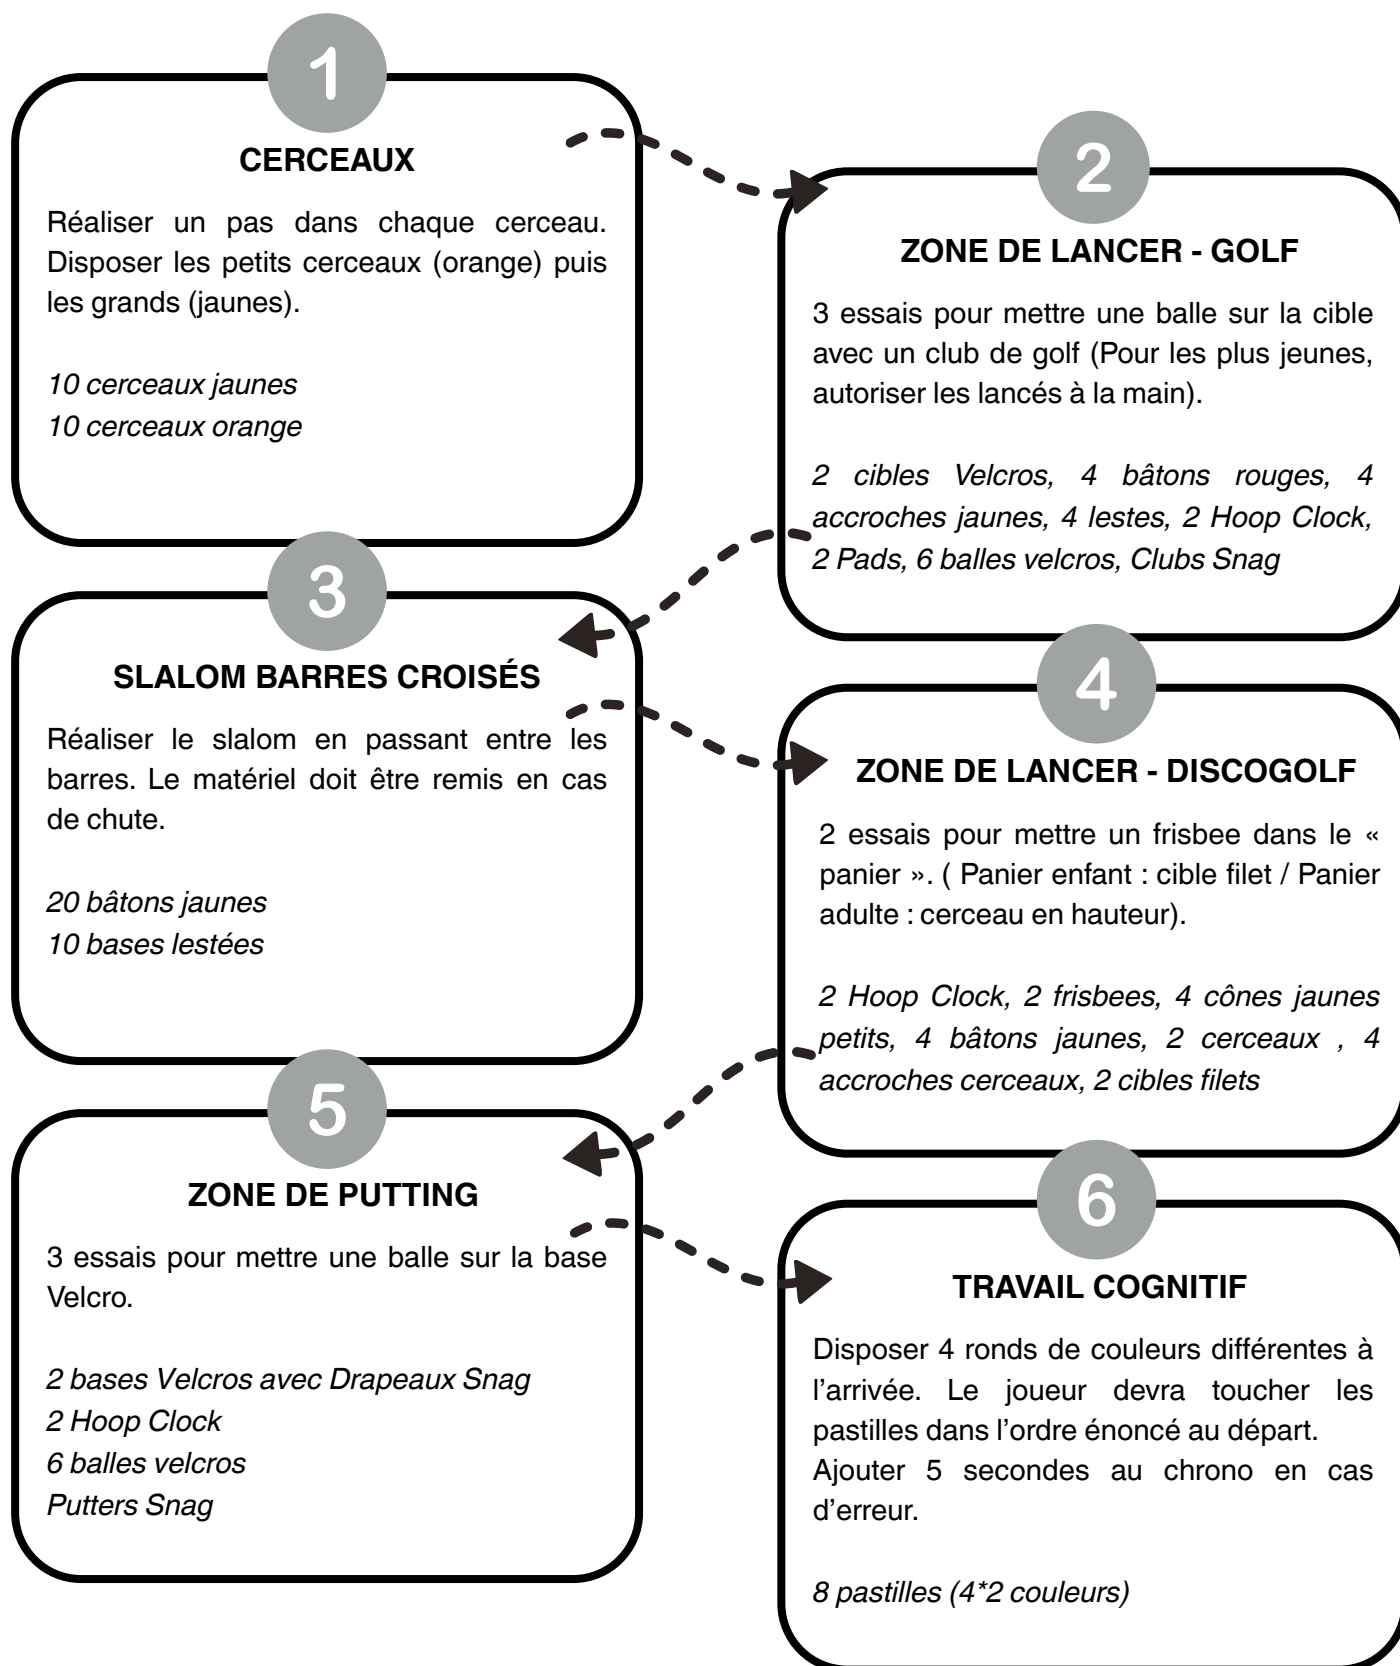 1
CERCEAUX
Réaliser un pas dans chaque cerceau.
Disposer les petits cerceaux (orange) puis
les grands (jaunes).
10 cerceaux jaunes
10 cerceaux orange
2
ZONE DE LANCER - GOLF
3 essais pour mettre une balle sur la cible
avec un club de golf (Pour les plus jeunes,
autoriser les lancés à la main).
2 cibles Velcros, 4 bâtons rouges, 4
accroches jaunes, 4 lestes, 2 Hoop Clock,
2 Pads, 6 balles velcros, Clubs Snag
3
SLALOM BARRES CROISÉS
Réaliser le slalom en passant entre les
barres. Le matériel doit être remis en cas
de chute.
20 bâtons jaunes
10 bases lestées
4
ZONE DE LANCER - DISCOGOLF
2 essais pour mettre un frisbee dans le «
panier ». ( Panier enfant : cible filet / Panier
adulte : cerceau en hauteur).
2 Hoop Clock, 2 frisbees, 4 cônes jaunes
petits, 4 bâtons jaunes, 2 cerceaux , 4
accroches cerceaux, 2 cibles filets
5
ZONE DE PUTTING
3 essais pour mettre une balle sur la base
Velcro.
2 bases Velcros avec Drapeaux Snag
2 Hoop Clock
6 balles velcros
Putters Snag
6
TRAVAIL COGNITIF
Disposer 4 ronds de couleurs différentes à
l’arrivée. Le joueur devra toucher les
pastilles dans l’ordre énoncé au départ.
Ajouter 5 secondes au chrono en cas
d’erreur.
8 pastilles (4*2 couleurs)